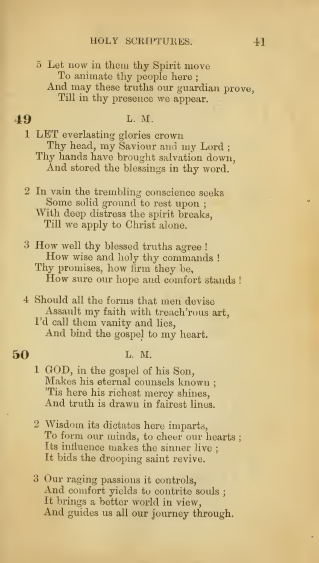 HOLY SCRIPTURES. 41
5 Let now in them thy Spirit move
To animate thy people here ;
And may these truths our guardian prove,
Till in thy presence we appear.
49 L. M.
1 LET everlasting glories crown
Thy head, my Saviour and my Lord ;
Thy hands have brought salvation down,
And stored the blessings in thy word.
2 In vain the trembling conscience seeks
Some solid ground to rest upon ;
With deep distress the spirit breaks,
Till we apply to Christ alone.
3 How well thy blessed truths agree !
How wise and holy thy commands !
Thy promises, how firm they be,
How sure our hope and comfort stands !
4 Should all the forms that men devise
Assault my faith with treach'rous art,
I'd call them vanity and lies,
And bind the gospel to my heart.
50 L. M.
1 GOD, in the gospel of his Son,
Makes his eternal counsels known ;
'Tis here his richest mercy shines,
And truth is drawn in fairest lines.
2 Wisdom its dictates here imparts,
To form our minds, to cheer our hearts ;
Its influence makes the sinner live ;
It bids the drooping saint revive.
3 Our raging passions it controls,
And comfort yields to contrite souls ;
It brings a better world in view,
And guides us all our journey through.